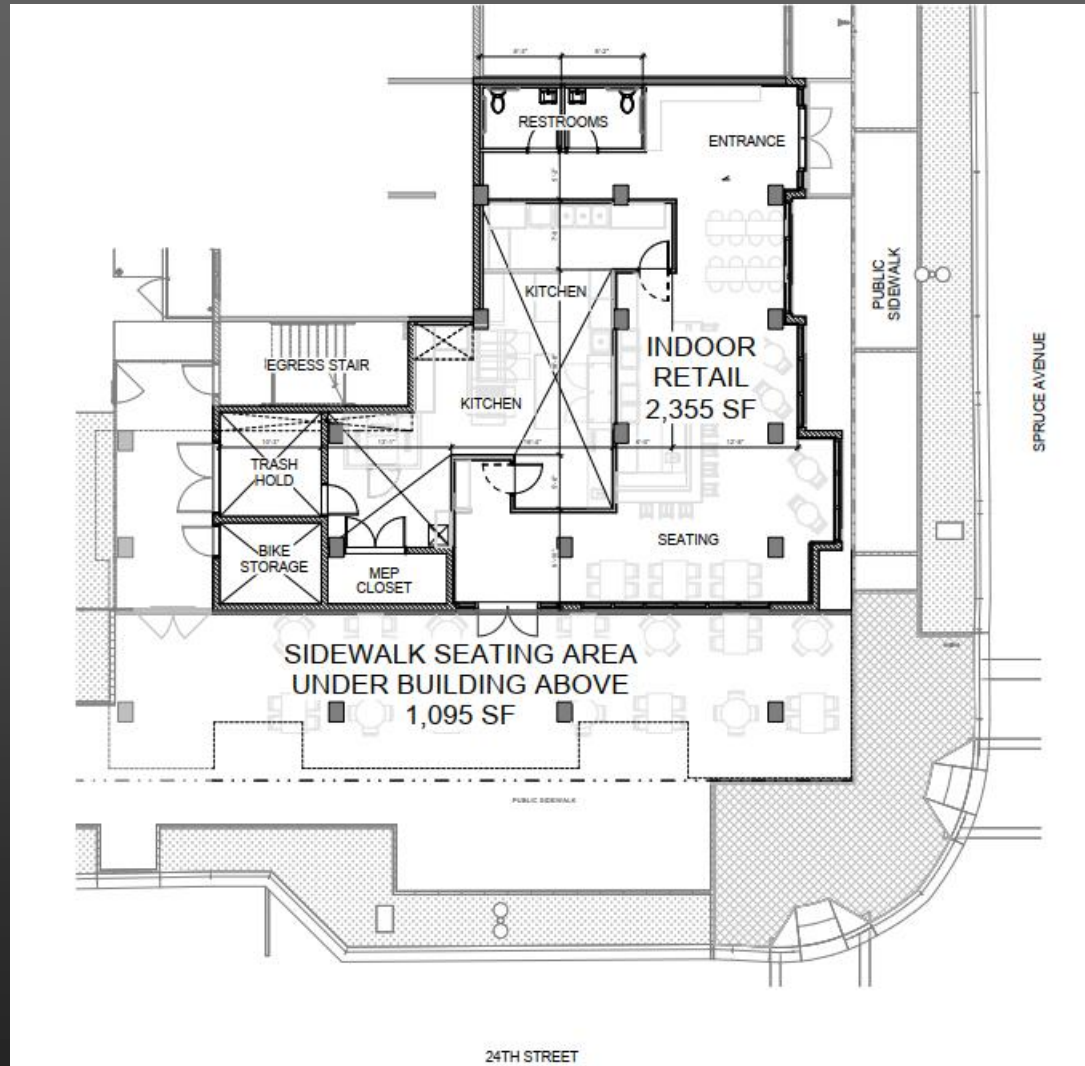 RESTROOMS
ENTRANCE
PUBLIC
SIDEWALK
KITCHEN
SPRUCE AVENUE
INDOOR
RETAIL
2,355 SF
EGRESS STAIR
KITCHEN
TRASH
HOLD
SEATING
BIKE
STORAGE
MEP
CLOSET
SIDEWALK SEATING AREA
UNDER BUILDING ABOVE
1,095 SF
PUBLIC SIDEWALK
24TH STREET